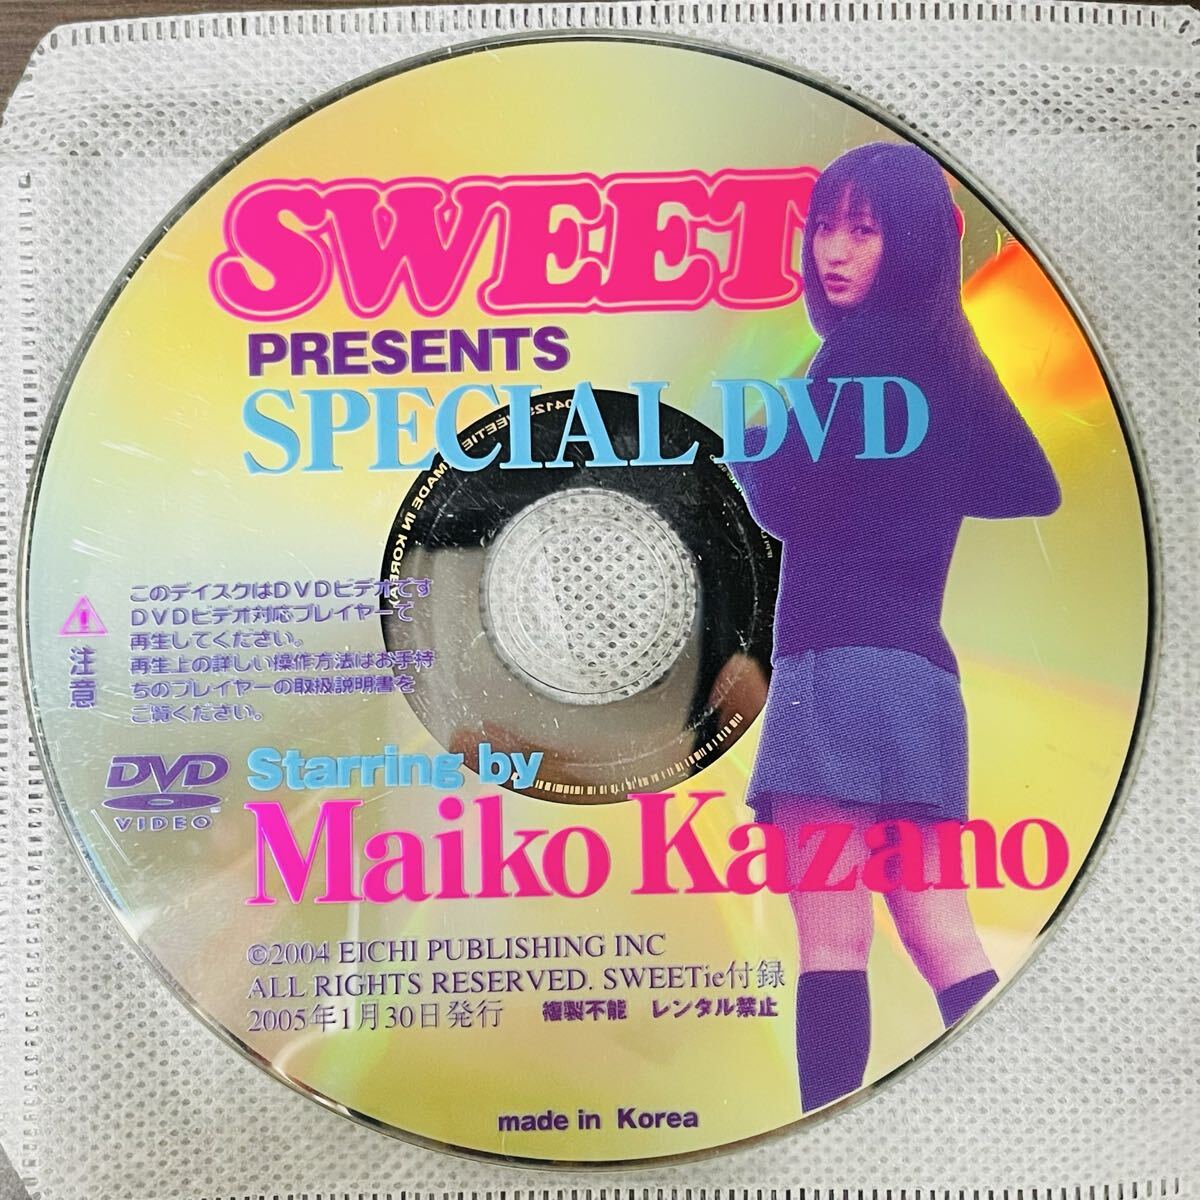 SWEET
PRESENTS
SPECIAL DVD
MADE IN KOREA
このディスクはDVDビデオです
DVDビデオ対応プレイヤーで
再生してください。
再生上の詳しい操作方法はお手持
ちのプレイヤーの取扱説明書を
ご覧ください。
注意
DVD
VIDEO
Starring by
Maiko Kazano
©2004 EICHI PUBLISHING INC
ALL RIGHTS RESERVED. SWEETie付録
2005年1月30日発行 複製不能 レンタル禁止
made in Korea